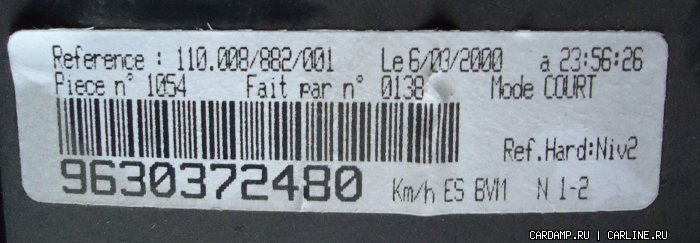 Reference : 110.008/882/001 Le 6/03/2000 a 23:56:26
Piece n° 1054 Fait par n° 0138 Mode COURT
Ref.Hard:Niv2
9630372480 Km/h ES BVM N 1-2
CARDAMP.RU | CARLINE.RU